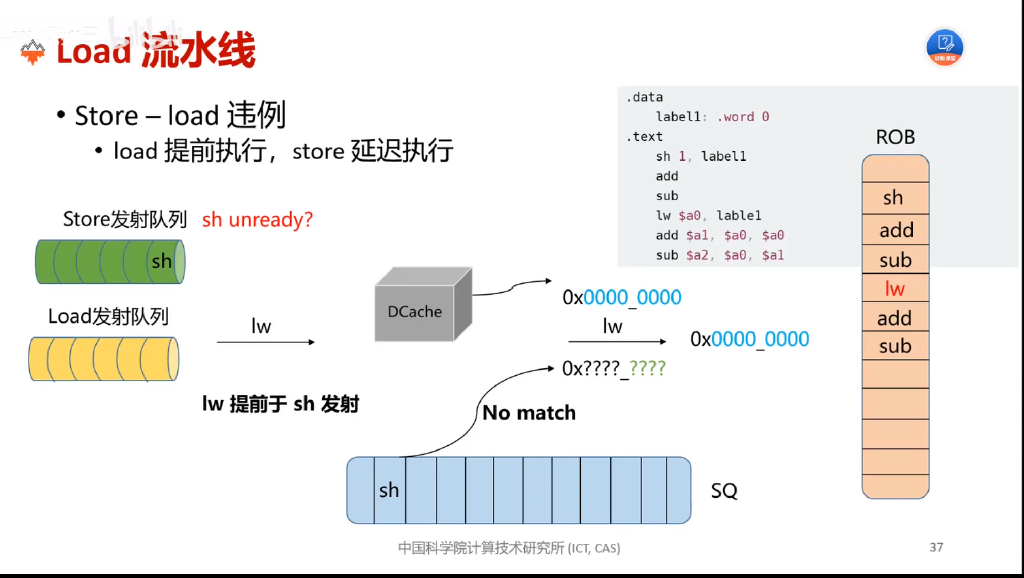 Load 流水线
• Store – load 违例
• load 提前执行，store 延迟执行
.data
label1: .word 0
.text
sh 1, label1
add
sub
lw $a0, lable1
add $a1, $a0, $a0
sub $a2, $a0, $a1
ROB
sh
add
sub
lw
add
sub
Store发射队列 sh unready?
sh
Load发射队列
lw
DCache
0x0000_0000
lw
0x0000_0000
0x????_????
lw 提前于 sh 发射
No match
sh
SQ
中国科学院计算技术研究所 (ICT, CAS)
37